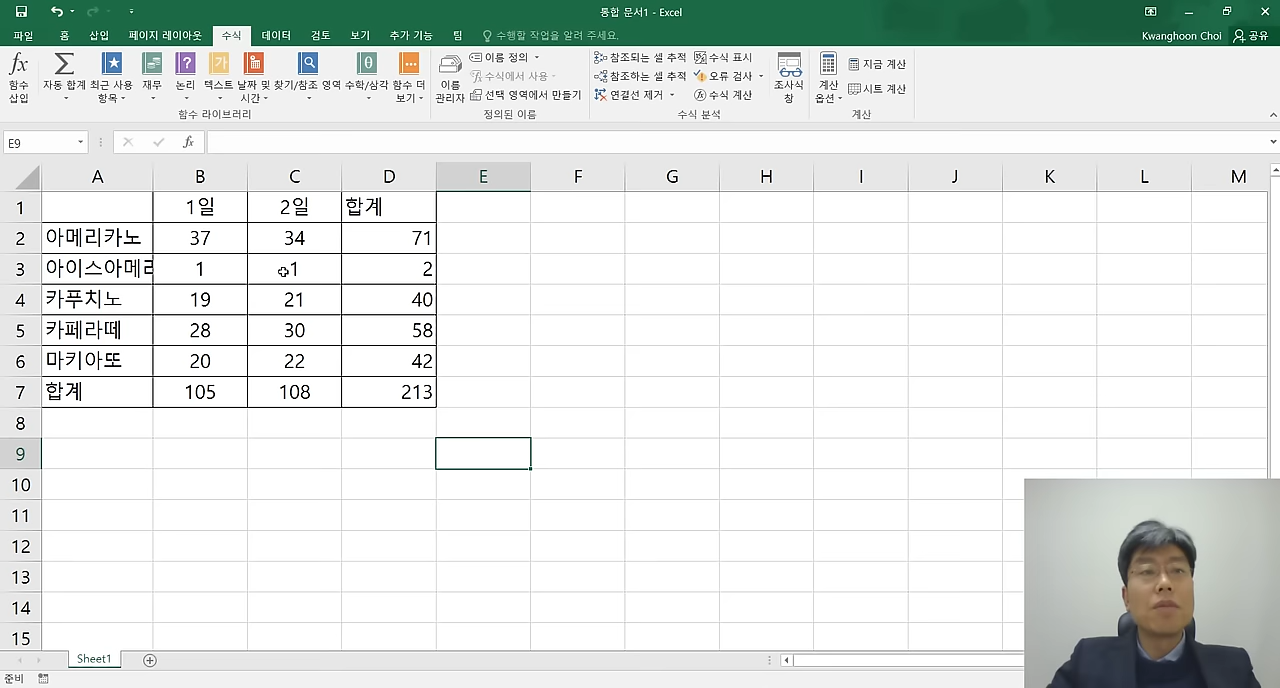 통합 문서1 - Excel
파일 홈 삽입 페이지 레이아웃 수식 데이터 검토 보기 추가 기능 팀 수행할 작업을 알려 주세요. Kwanghoon Choi 공유
함수 삽입
자동 합계
최근 사용 항목
재무
논리
텍스트
날짜 및 시간
찾기/참조 영역
수학/삼각
함수 더 보기
함수 라이브러리
이름 관리자
이름 정의
수식에서 사용
선택 영역에서 만들기
정의된 이름
참조되는 셀 추적
참조하는 셀 추적
연결선 제거
수식 표시
오류 검사
수식 계산
수식 분석
조사식 창
계산 옵션
지금 계산
시트 계산
계산
E9 fx
A B C D E F G H I J K L M
1 1일 2일 합계
2 아메리카노 37 34 71
3 아이스아메리 1 1 2
4 카푸치노 19 21 40
5 카페라떼 28 30 58
6 마키아또 20 22 42
7 합계 105 108 213
8
9
10
11
12
13
14
15
Sheet1
준비